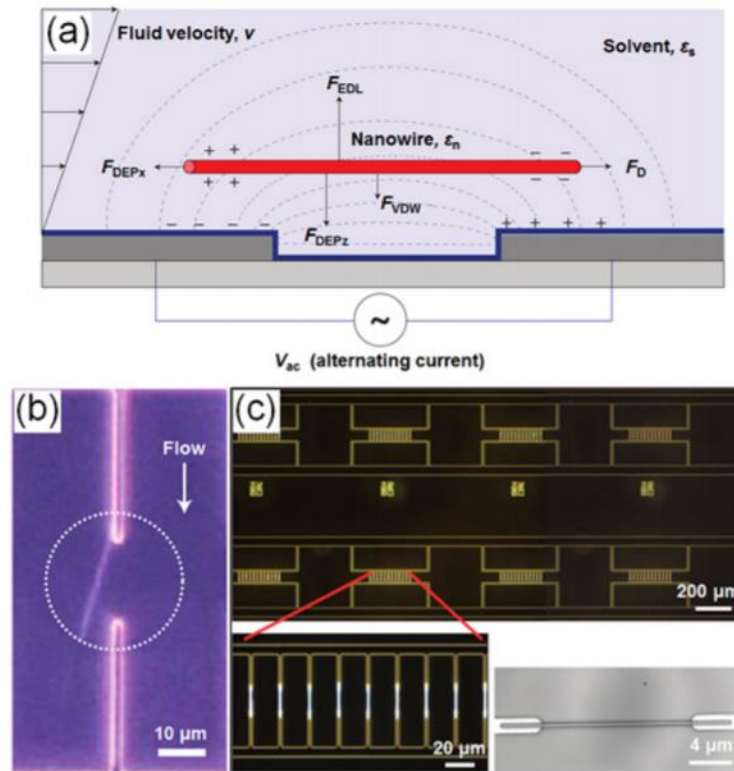 (a)
Fluid velocity, v
Solvent, εs
FEDL
Nanowire, εn
+ +
− −
FDEPx
FD
+ +
− −
FVDW
− − − −
+ + + +
FDEPz
~
Vac (alternating current)
(b)
Flow
10 μm
(c)
200 μm
20 μm
4 μm